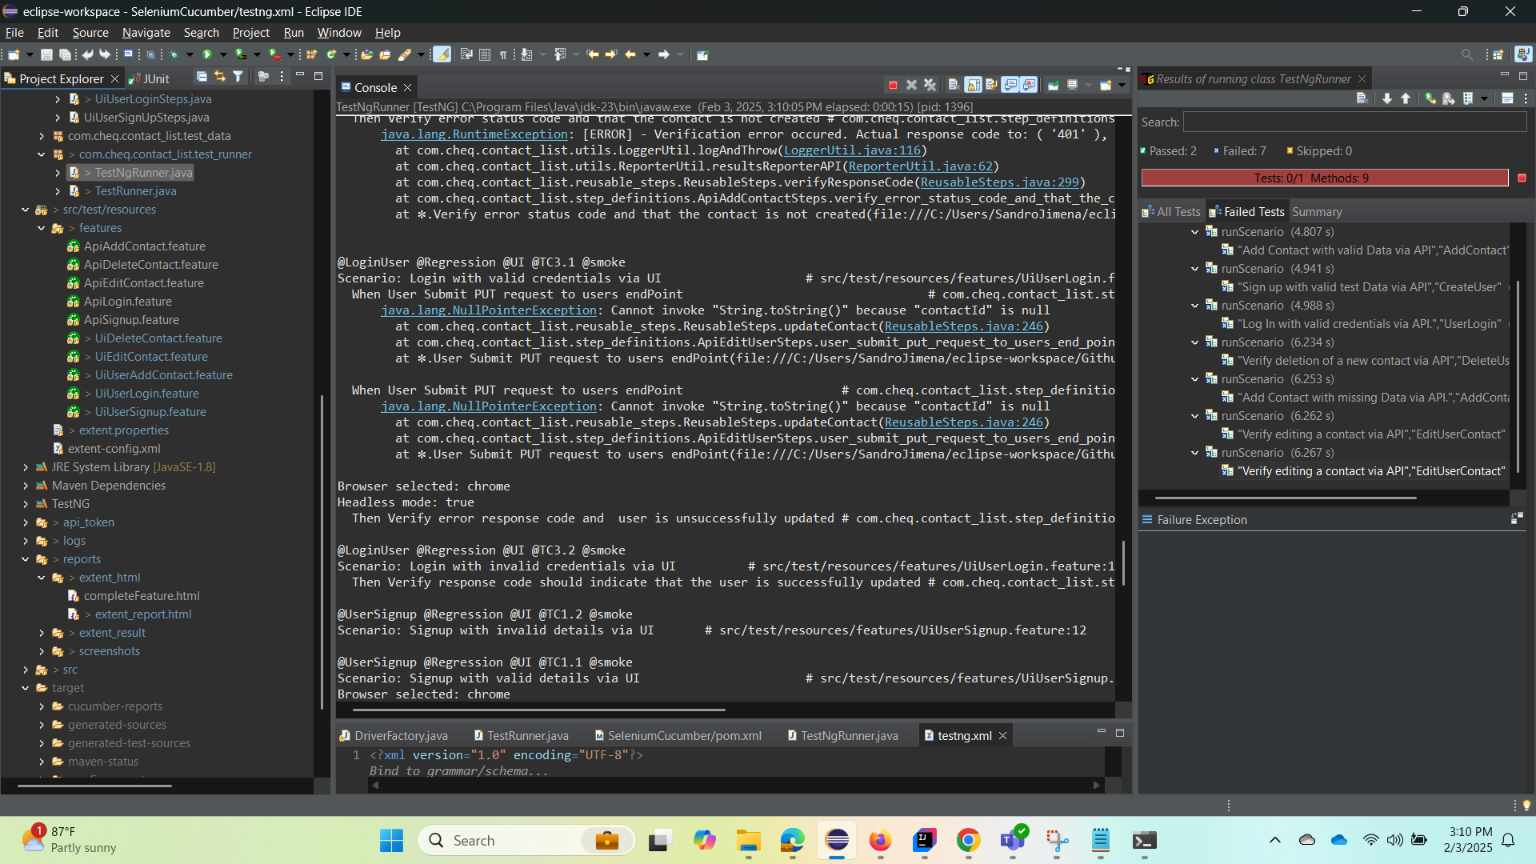 eclipse-workspace - SeleniumCucumber/testng.xml - Eclipse IDE
File Edit Source Navigate Search Project Run Window Help
Project Explorer JUnit
UiUserLoginSteps.java
UiUserSignUpSteps.java
com.cheq.contact_list.test_data
com.cheq.contact_list.test_runner
TestNgRunner.java
TestRunner.java
src/test/resources
features
ApiAddContact.feature
ApiDeleteContact.feature
ApiEditContact.feature
ApiLogin.feature
ApiSignup.feature
UiDeleteContact.feature
UiEditContact.feature
UiUserAddContact.feature
UiUserLogin.feature
UiUserSignup.feature
extent.properties
extent-config.xml
JRE System Library [JavaSE-1.8]
Maven Dependencies
TestNG
api_token
logs
reports
extent_html
completeFeature.html
extent_report.html
extent_result
screenshots
src
target
cucumber-reports
generated-sources
generated-test-sources
maven-status
Console
TestNgRunner [TestNG] C:\Program Files\Java\jdk-23\bin\javaw.exe (Feb 3, 2025, 3:10:05 PM elapsed: 0:00:15) [pid: 1396]
Then Verify error status code and that the contact is not created # com.cheq.contact_list.step_definitions
java.lang.RuntimeException: [ERROR] - Verification error occured. Actual response code to: ( '401' ),
at com.cheq.contact_list.utils.LoggerUtil.logAndThrow(LoggerUtil.java:116)
at com.cheq.contact_list.utils.ReporterUtil.resultsReporterAPI(ReporterUtil.java:62)
at com.cheq.contact_list.reusable_steps.ReusableSteps.verifyResponseCode(ReusableSteps.java:299)
at com.cheq.contact_list.step_definitions.ApiAddContactSteps.verify_error_status_code_and_that_the_c
at ✽.Verify error status code and that the contact is not created(file:///C:/Users/SandroJimena/ecli
@LoginUser @Regression @UI @TC3.1 @smoke
Scenario: Login with valid credentials via UI # src/test/resources/features/UiUserLogin.f
When User Submit PUT request to users endPoint # com.cheq.contact_list.st
java.lang.NullPointerException: Cannot invoke "String.toString()" because "contactId" is null
at com.cheq.contact_list.reusable_steps.ReusableSteps.updateContact(ReusableSteps.java:246)
at com.cheq.contact_list.step_definitions.ApiEditUserSteps.user_submit_put_request_to_users_end_poin
at ✽.User Submit PUT request to users endPoint(file:///C:/Users/SandroJimena/eclipse-workspace/Githu
When User Submit PUT request to users endPoint # com.cheq.contact_list.step_definitio
java.lang.NullPointerException: Cannot invoke "String.toString()" because "contactId" is null
at com.cheq.contact_list.reusable_steps.ReusableSteps.updateContact(ReusableSteps.java:246)
at com.cheq.contact_list.step_definitions.ApiEditUserSteps.user_submit_put_request_to_users_end_poin
at ✽.User Submit PUT request to users endPoint(file:///C:/Users/SandroJimena/eclipse-workspace/Githu
Browser selected: chrome
Headless mode: true
Then Verify error response code and  user is unsuccessfully updated # com.cheq.contact_list.step_definitio
@LoginUser @Regression @UI @TC3.2 @smoke
Scenario: Login with invalid credentials via UI # src/test/resources/features/UiUserLogin.feature:1
Then Verify response code should indicate that the user is successfully updated # com.cheq.contact_list.st
@UserSignup @Regression @UI @TC1.2 @smoke
Scenario: Signup with invalid details via UI # src/test/resources/features/UiUserSignup.feature:12
@UserSignup @Regression @UI @TC1.1 @smoke
Scenario: Signup with valid details via UI # src/test/resources/features/UiUserSignup.
Browser selected: chrome
DriverFactory.java TestRunner.java SeleniumCucumber/pom.xml TestNgRunner.java testng.xml
1 <?xml version="1.0" encoding="UTF-8"?>
Bind to grammar/schema...
Results of running class TestNgRunner
Search:
Passed: 2 Failed: 7 Skipped: 0
Tests: 0/1 Methods: 9
All Tests Failed Tests Summary
runScenario (4.807 s)
"Add Contact with valid Data via API","AddContact"
runScenario (4.941 s)
"Sign up with valid test Data via API","CreateUser"
runScenario (4.988 s)
"Log In with valid credentials via API.","UserLogin"
runScenario (6.234 s)
"Verify deletion of a new contact via API","DeleteUs
runScenario (6.253 s)
"Add Contact with missing Data via API.","AddConta
runScenario (6.262 s)
"Verify editing a contact via API","EditUserContact"
runScenario (6.267 s)
"Verify editing a contact via API","EditUserContact"
Failure Exception
1
87°F
Partly sunny
Search
3:10 PM
2/3/2025